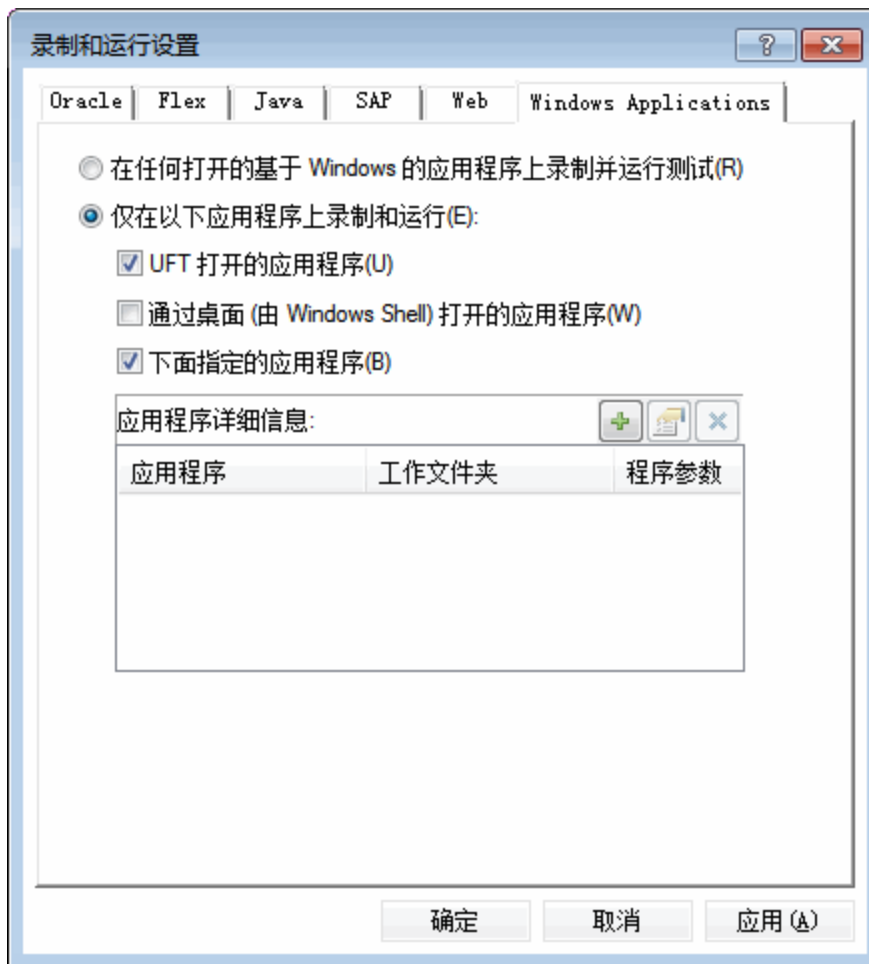 录制和运行设置
Oracle Flex Java SAP Web Windows Applications
在任何打开的基于 Windows 的应用程序上录制并运行测试(R)
仅在以下应用程序上录制和运行(E):
UFT 打开的应用程序(U)
通过桌面 (由 Windows Shell) 打开的应用程序(W)
下面指定的应用程序(B)
应用程序详细信息:
应用程序 工作文件夹 程序参数
确定 取消 应用(A)